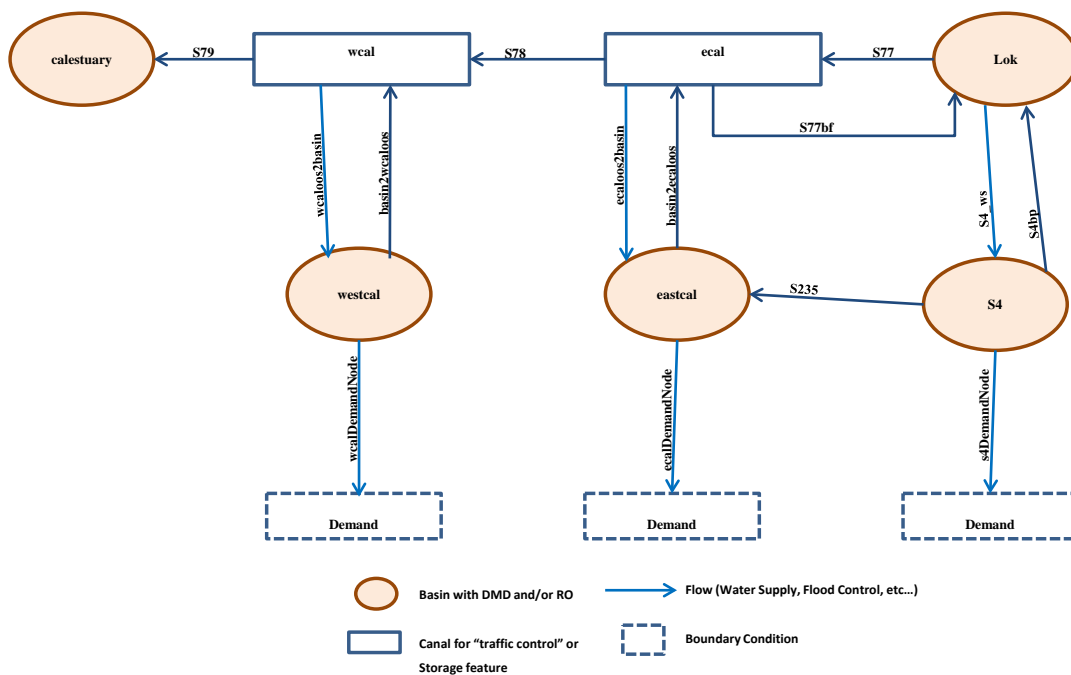 calestuary
S79
wcal
S78
ecal
S77
Lok
S77bf
wcaloos2basin
basin2wcaloos
ecaloos2basin
basin2ecaloos
S4_ws
S4bp
westcal
eastcal
S235
S4
wcalDemandNode
ecalDemandNode
s4DemandNode
Demand
Demand
Demand
Basin with DMD and/or RO
Flow (Water Supply, Flood Control, etc...)
Canal for “traffic control” or
Storage feature
Boundary Condition